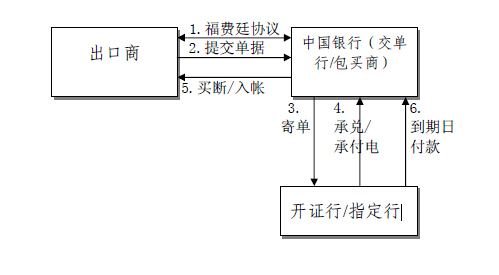 1. 福费廷协议
出口商
2. 提交单据
中国银行（交单
行/包买商）
5. 买断/入帐
3.
寄单
4.
承兑/
承付电
6.
到期日
付款
开证行/指定行